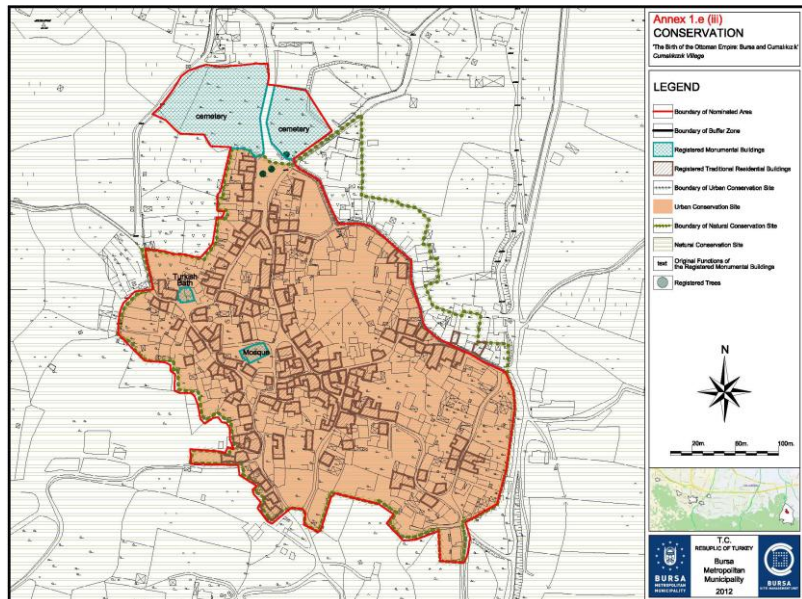 Annex 1.e (iii)
CONSERVATION
'The Birth of the Ottoman Empire: Bursa and Cumalıkızık'
Cumalıkızık Village
LEGEND
Boundary of Nominated Area
Boundary of Buffer Zone
Registered Monumental Buildings
Registered Traditional Residential Buildings
Boundary of Urban Conservation Site
Urban Conservation Site
Boundary of Natural Conservation Site
Natural Conservation Site
text
Original Functions of
the Registered Monumental Buildings
Registered Trees
cemetery
cemetery
Turkish
Bath
Mosque
N
20m. 60m. 100m.
BURSA
METROPOLITAN
MUNICIPALITY
T.C.
REPUBLIC OF TURKEY
Bursa
Metropolitan
Municipality
2012
BURSA